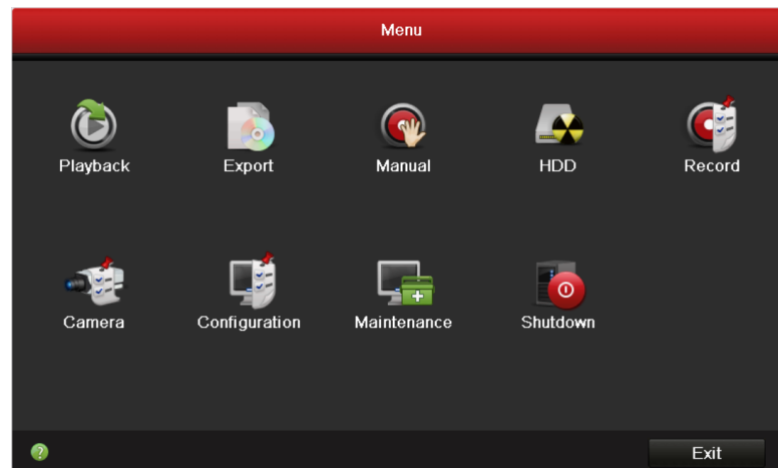 Menu
Playback Export Manual HDD Record
Camera Configuration Maintenance Shutdown
? Exit